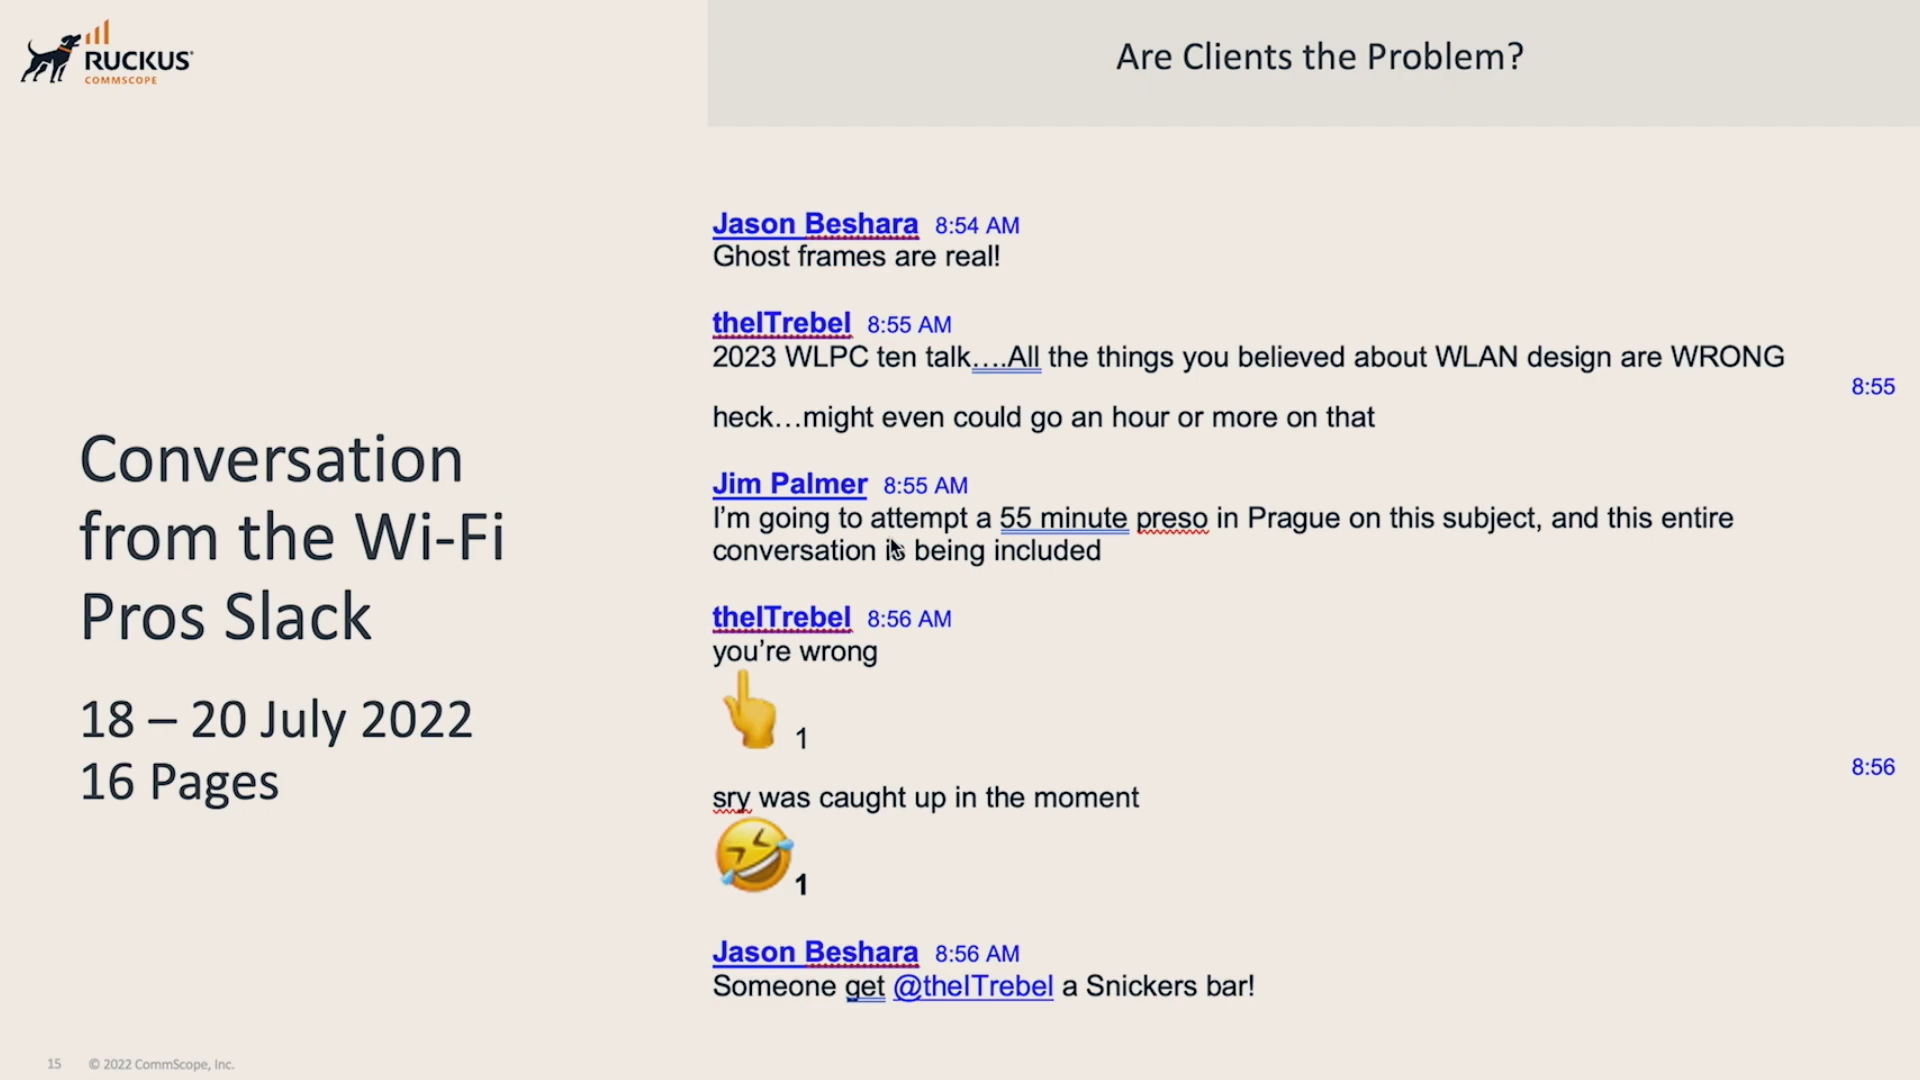 RUCKUS
COMMSCOPE
Are Clients the Problem?
Conversation
from the Wi-Fi
Pros Slack
18 – 20 July 2022
16 Pages
Jason Beshara 8:54 AM
Ghost frames are real!
theITrebel 8:55 AM
2023 WLPC ten talk….All the things you believed about WLAN design are WRONG
8:55
heck…might even could go an hour or more on that
Jim Palmer 8:55 AM
I’m going to attempt a 55 minute preso in Prague on this subject, and this entire
conversation is being included
theITrebel 8:56 AM
you’re wrong
1
8:56
sry was caught up in the moment
1
Jason Beshara 8:56 AM
Someone get @theITrebel a Snickers bar!
15 © 2022 CommScope, Inc.